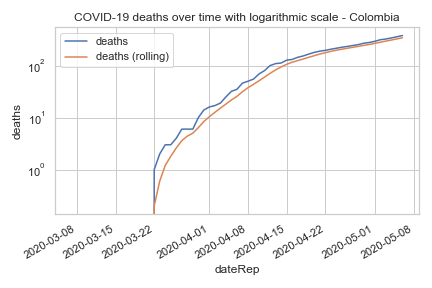 COVID-19 deaths over time with logarithmic scale - Colombia
deaths
deaths (rolling)
deaths
10²
10¹
10⁰
2020-03-08
2020-03-15
2020-03-22
2020-04-01
2020-04-08
2020-04-15
2020-04-22
2020-05-01
2020-05-08
dateRep